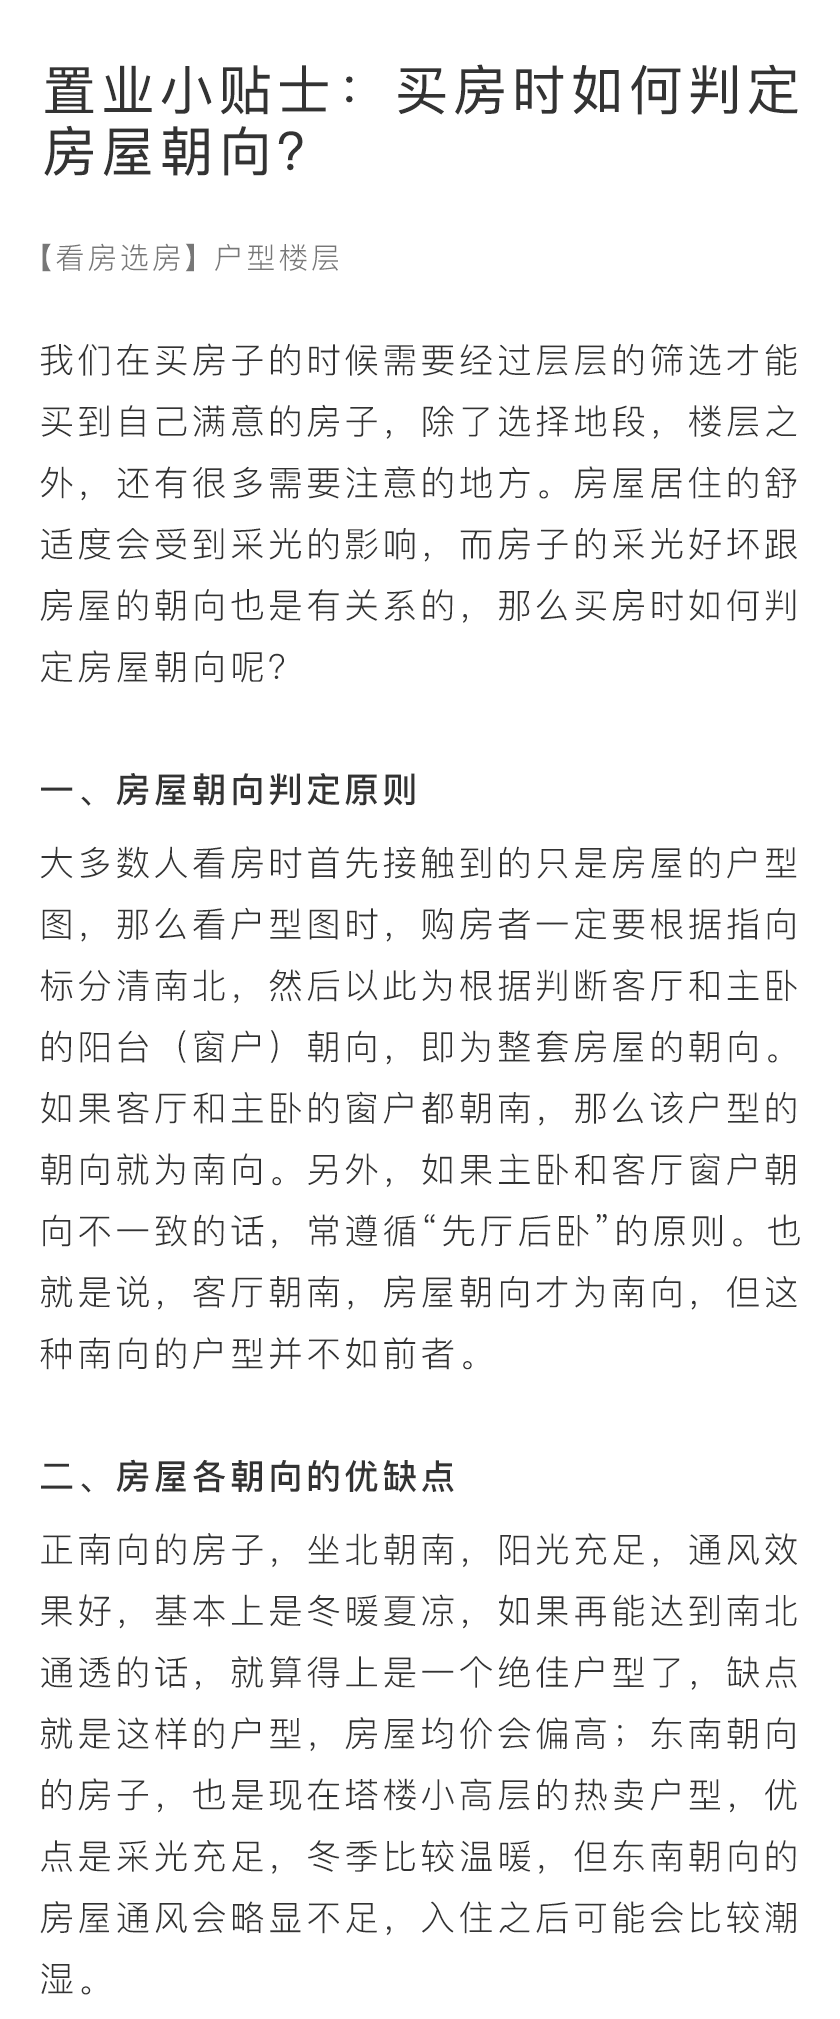 置业小贴士：买房时如何判定
房屋朝向？
【看房选房】户型楼层
我们在买房子的时候需要经过层层的筛选才能
买到自己满意的房子，除了选择地段，楼层之
外，还有很多需要注意的地方。房屋居住的舒
适度会受到采光的影响，而房子的采光好坏跟
房屋的朝向也是有关系的，那么买房时如何判
定房屋朝向呢？
一、房屋朝向判定原则
大多数人看房时首先接触到的只是房屋的户型
图，那么看户型图时，购房者一定要根据指向
标分清南北，然后以此为根据判断客厅和主卧
的阳台（窗户）朝向，即为整套房屋的朝向。
如果客厅和主卧的窗户都朝南，那么该户型的
朝向就为南向。另外，如果主卧和客厅窗户朝
向不一致的话，常遵循“先厅后卧”的原则。也
就是说，客厅朝南，房屋朝向才为南向，但这
种南向的户型并不如前者。
二、房屋各朝向的优缺点
正南向的房子，坐北朝南，阳光充足，通风效
果好，基本上是冬暖夏凉，如果再能达到南北
通透的话，就算得上是一个绝佳户型了，缺点
就是这样的户型，房屋均价会偏高；东南朝向
的房子，也是现在塔楼小高层的热卖户型，优
点是采光充足，冬季比较温暖，但东南朝向的
房屋通风会略显不足，入住之后可能会比较潮
湿。